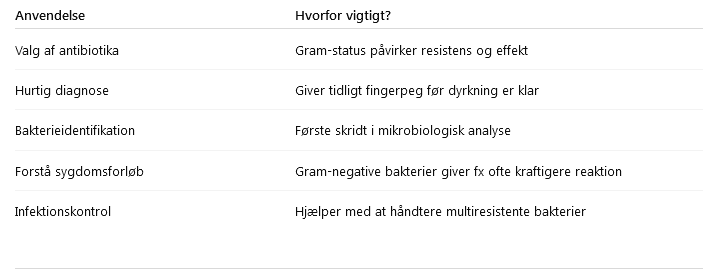 Anvendelse Hvorfor vigtigt?
Valg af antibiotika Gram-status påvirker resistens og effekt
Hurtig diagnose Giver tidligt fingerpeg før dyrkning er klar
Bakterieidentifikation Første skridt i mikrobiologisk analyse
Forstå sygdomsforløb Gram-negative bakterier giver fx ofte kraftigere reaktion
Infektionskontrol Hjælper med at håndtere multiresistente bakterier